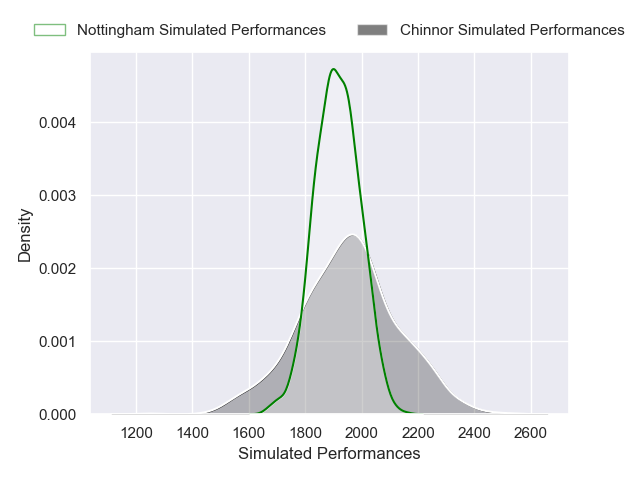 Nottingham Simulated Performances Chinnor Simulated Performances
0.004
0.003
0.002
0.001
0.000
Density
1200 1400 1600 1800 2000 2200 2400 2600
Simulated Performances